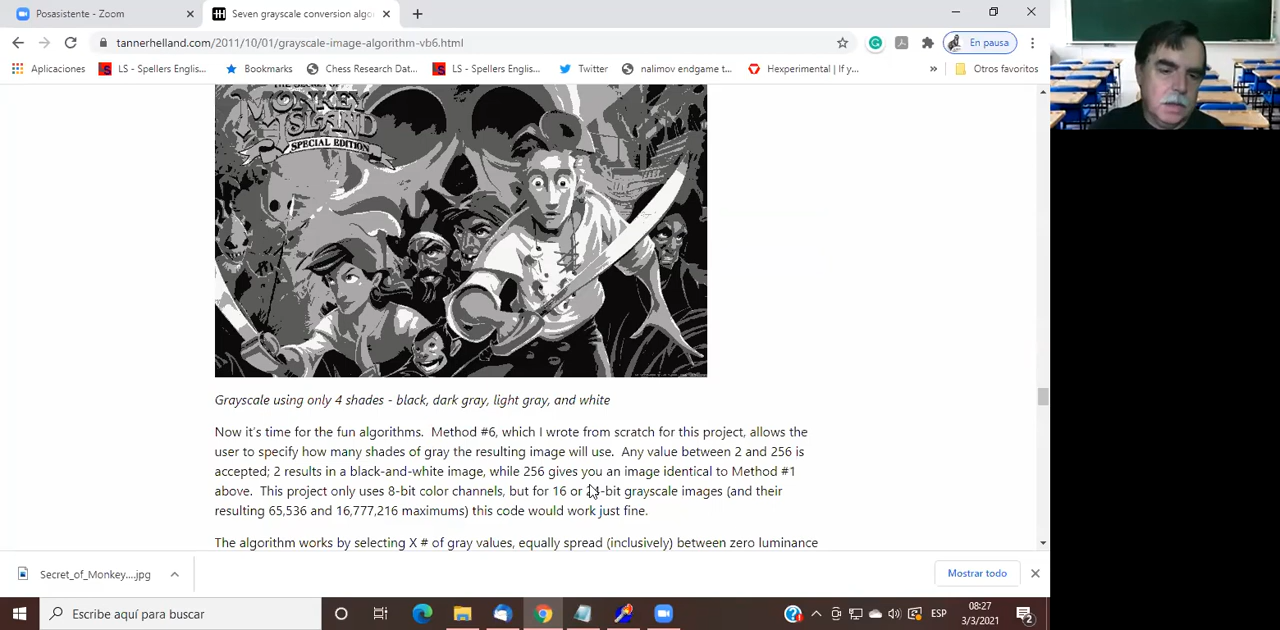 Posasistente - Zoom
Seven grayscale conversion algo
tannerhelland.com/2011/10/01/grayscale-image-algorithm-vb6.html
En pausa
Aplicaciones
LS - Spellers Englis...
Bookmarks
Chess Research Dat...
LS - Spellers Englis...
Twitter
nalimov endgame t...
Hexperimental | If y...
»
Otros favoritos
THE SECRET OF
MONKEY
ISLAND
SPECIAL EDITION
Grayscale using only 4 shades - black, dark gray, light gray, and white
Now it's time for the fun algorithms. Method #6, which I wrote from scratch for this project, allows the
user to specify how many shades of gray the resulting image will use. Any value between 2 and 256 is
accepted; 2 results in a black-and-white image, while 256 gives you an image identical to Method #1
above. This project only uses 8-bit color channels, but for 16 or 24-bit grayscale images (and their
resulting 65,536 and 16,777,216 maximums) this code would work just fine.
The algorithm works by selecting X # of gray values, equally spread (inclusively) between zero luminance
Secret_of_Monkey....jpg
Mostrar todo
Escribe aquí para buscar
ESP
08:27
3/3/2021
2